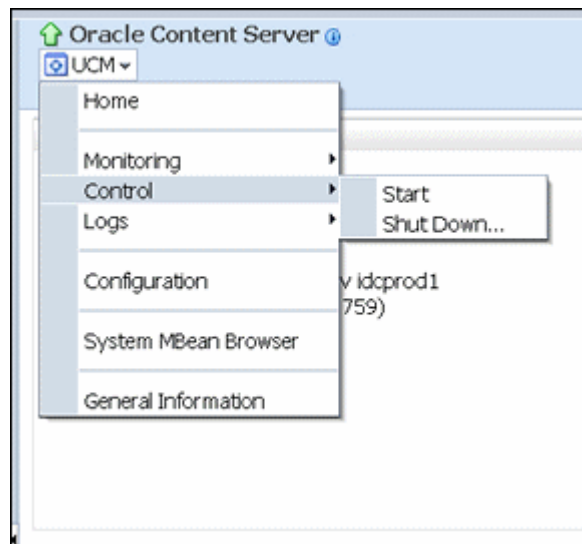 Oracle Content Server
UCM
Home
Monitoring
Control
Start
Logs
Shut Down...
Configuration
v idcprod1
759)
System MBean Browser
General Information